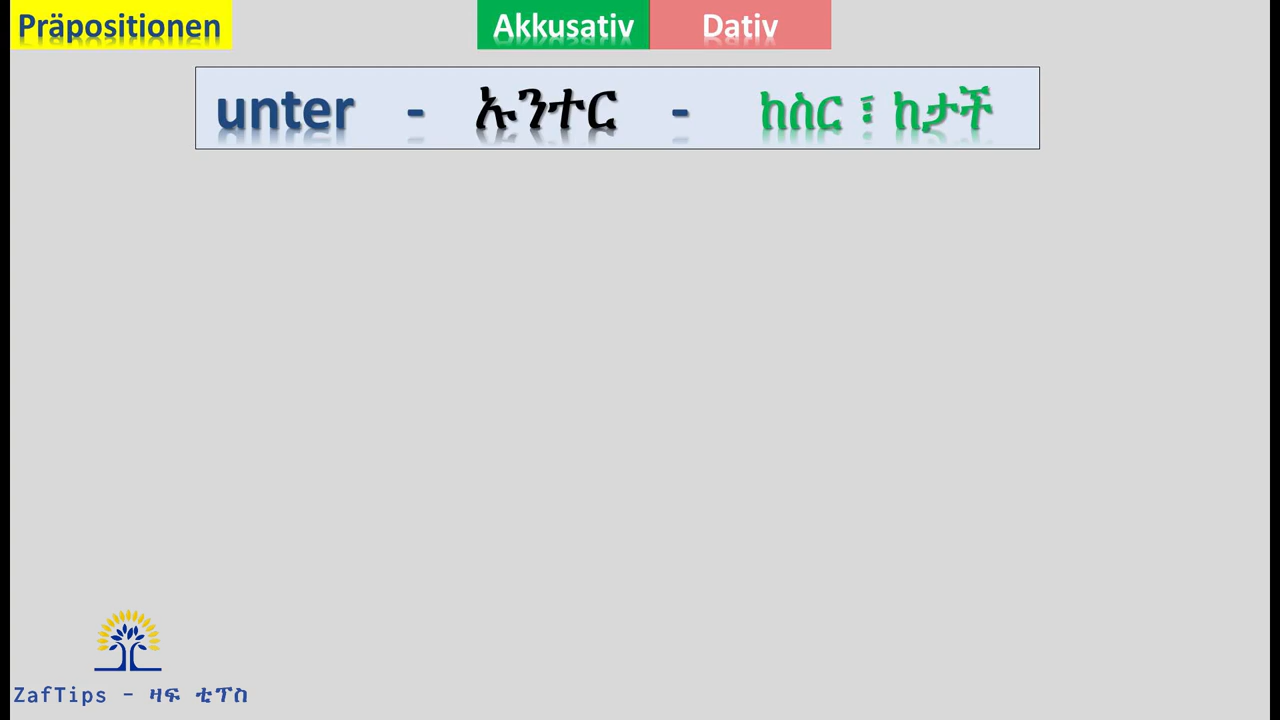 Präpositionen Akkusativ Dativ
unter - ኡንተር - ከስር ፣ ከታች
ZafTips - ዛፍ ቲፕስ